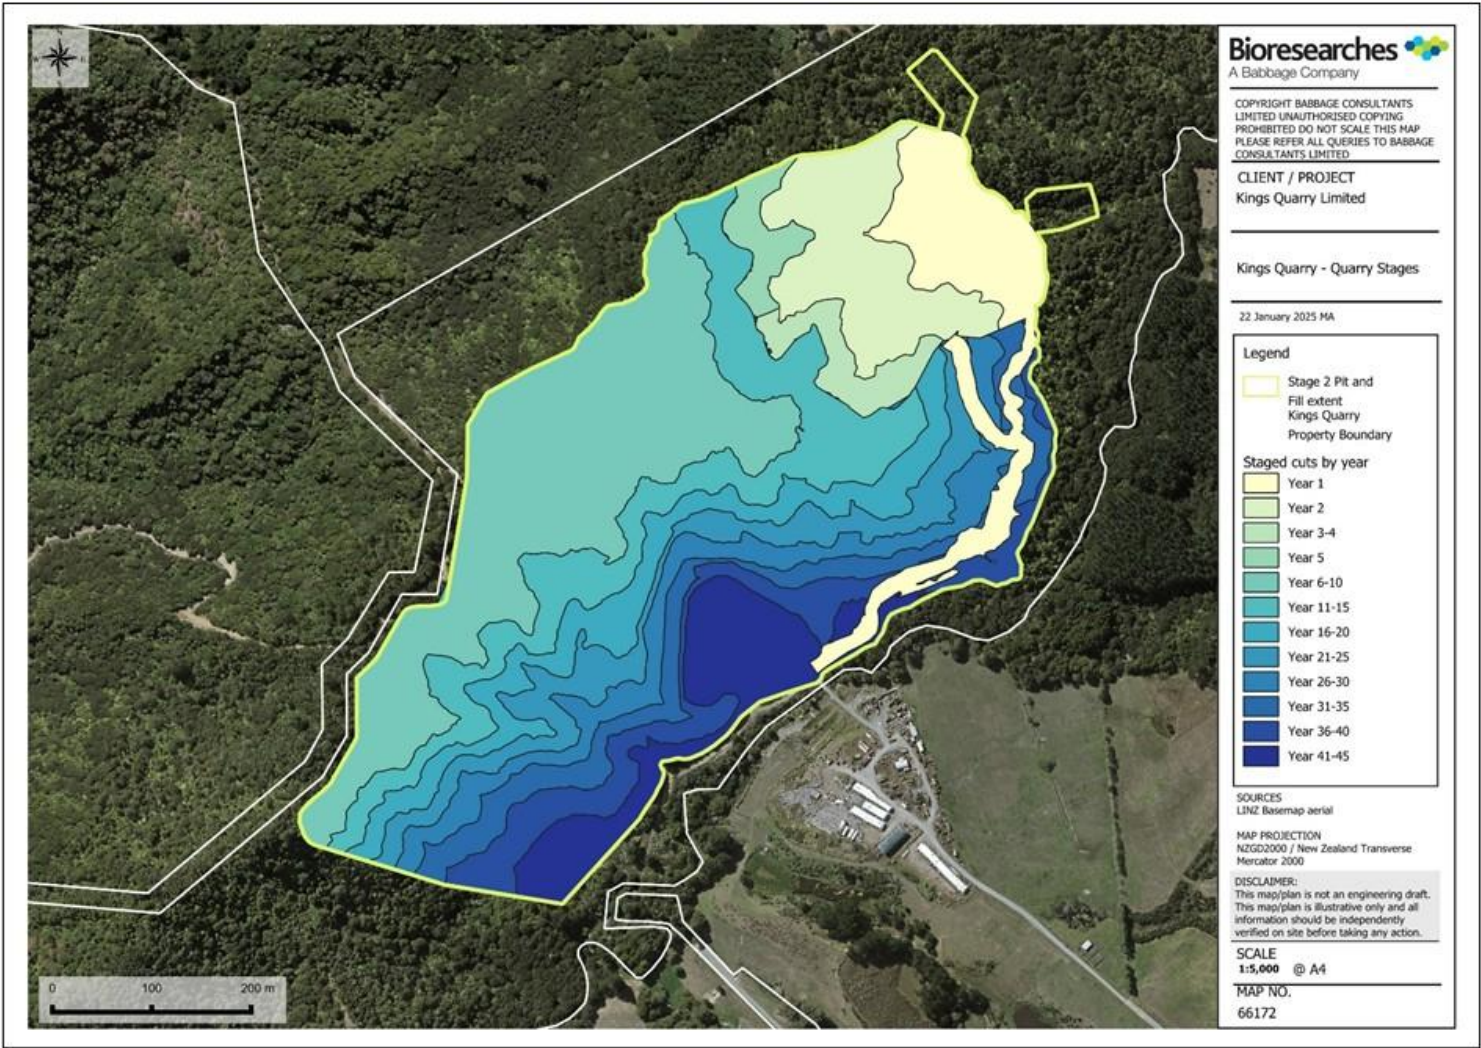 Bioresearches
A Babbage Company
COPYRIGHT BABBAGE CONSULTANTS
LIMITED UNAUTHORISED COPYING
PROHIBITED DO NOT SCALE THIS MAP
PLEASE REFER ALL QUERIES TO BABBAGE
CONSULTANTS LIMITED
CLIENT / PROJECT
Kings Quarry Limited
Kings Quarry - Quarry Stages
22 January 2025 MA
Legend
Stage 2 Pit and
Fill extent
Kings Quarry
Property Boundary
Staged cuts by year
Year 1
Year 2
Year 3-4
Year 5
Year 6-10
Year 11-15
Year 16-20
Year 21-25
Year 26-30
Year 31-35
Year 36-40
Year 41-45
SOURCES
LINZ Basemap aerial
MAP PROJECTION
NZGD2000 / New Zealand Transverse
Mercator 2000
DISCLAIMER:
This map/plan is not an engineering draft.
This map/plan is illustrative only and all
information should be independently
verified on site before taking any action.
SCALE
1:5,000 @ A4
MAP NO.
66172
0 100 200 m